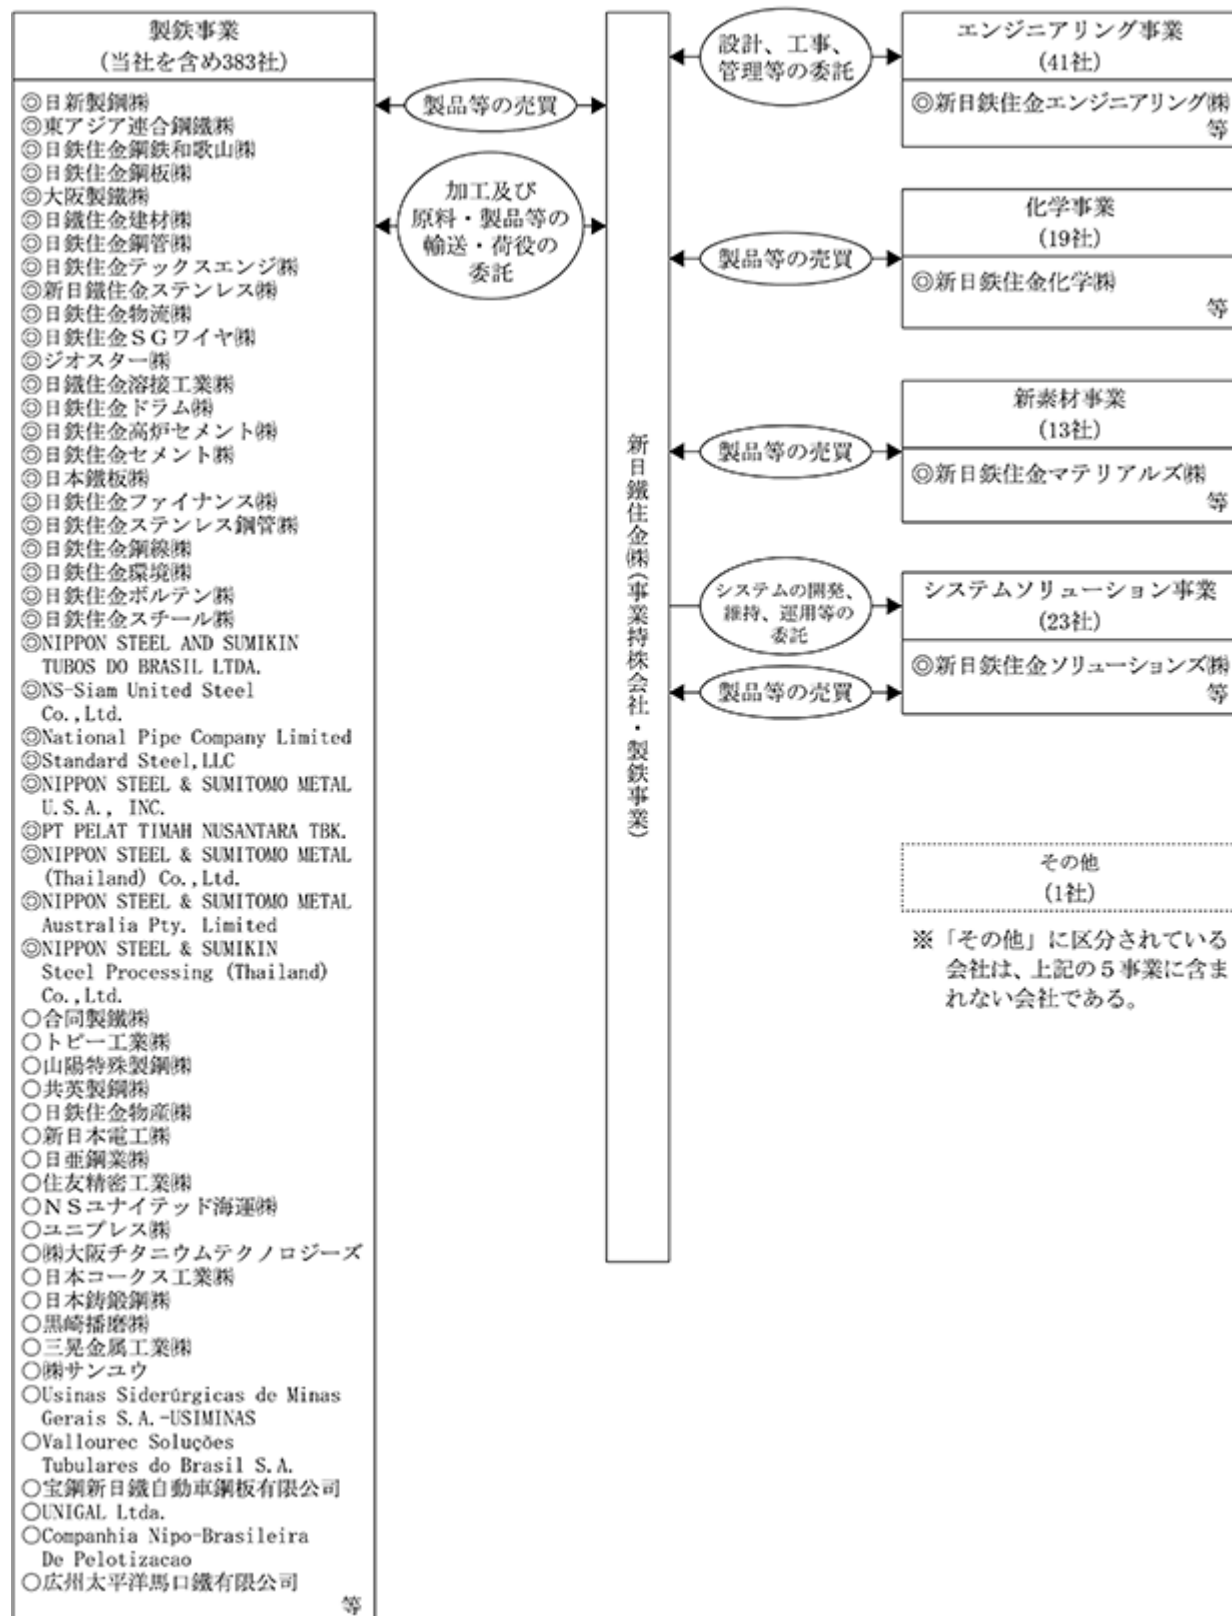 製鉄事業
(当社を含め383社)
◎日新製鋼㈱
◎東アジア連合鋼鐵㈱
◎日鉄住金鋼鉄和歌山㈱
◎日鉄住金鋼板㈱
◎大阪製鐵㈱
◎日鐵住金建材㈱
◎日鉄住金鋼管㈱
◎日鉄住金テックスエンジ㈱
◎新日鐵住金ステンレス㈱
◎日鉄住金物流㈱
◎日鉄住金ＳＧワイヤ㈱
◎ジオスター㈱
◎日鐵住金溶接工業㈱
◎日鉄住金ドラム㈱
◎日鉄住金高炉セメント㈱
◎日鉄住金セメント㈱
◎日本鐵板㈱
◎日鉄住金ファイナンス㈱
◎日鉄住金ステンレス鋼管㈱
◎日鉄住金鋼線㈱
◎日鉄住金環境㈱
◎日鉄住金ボルテン㈱
◎日鉄住金スチール㈱
◎NIPPON STEEL AND SUMIKIN
TUBOS DO BRASIL LTDA.
◎NS-Siam United Steel
Co.,Ltd.
◎National Pipe Company Limited
◎Standard Steel,LLC
◎NIPPON STEEL & SUMITOMO METAL
U.S.A., INC.
◎PT PELAT TIMAH NUSANTARA TBK.
◎NIPPON STEEL & SUMITOMO METAL
(Thailand) Co.,Ltd.
◎NIPPON STEEL & SUMITOMO METAL
Australia Pty. Limited
◎NIPPON STEEL & SUMIKIN
Steel Processing (Thailand)
Co.,Ltd.
○合同製鐵㈱
○トピー工業㈱
○山陽特殊製鋼㈱
○共英製鋼㈱
○日鉄住金物産㈱
○新日本電工㈱
○日亜鋼業㈱
○住友精密工業㈱
○ＮＳユナイテッド海運㈱
○ユニプレス㈱
○㈱大阪チタニウムテクノロジーズ
○日本コークス工業㈱
○日本鋳鍛鋼㈱
○黒崎播磨㈱
○三晃金属工業㈱
○㈱サンユウ
○Usinas Siderúrgicas de Minas
Gerais S.A.-USIMINAS
○Vallourec Soluções
Tubulares do Brasil S.A.
○宝鋼新日鐵自動車鋼板有限公司
○UNIGAL Ltda.
○Companhia Nipo-Brasileira
De Pelotizacao
○広州太平洋馬口鐵有限公司
等
製品等の売買
加工及び
原料・製品等の
輸送・荷役の
委託
新日鐵住金㈱（事業持株会社・製鉄事業）
設計、工事、
管理等の委託
エンジニアリング事業
(41社)
◎新日鉄住金エンジニアリング㈱
等
製品等の売買
化学事業
(19社)
◎新日鉄住金化学㈱
等
製品等の売買
新素材事業
(13社)
◎新日鉄住金マテリアルズ㈱
等
システムの開発、
維持、運用等の
委託
製品等の売買
システムソリューション事業
(23社)
◎新日鉄住金ソリューションズ㈱
等
その他
(1社)
※「その他」に区分されている
会社は、上記の５事業に含ま
れない会社である。